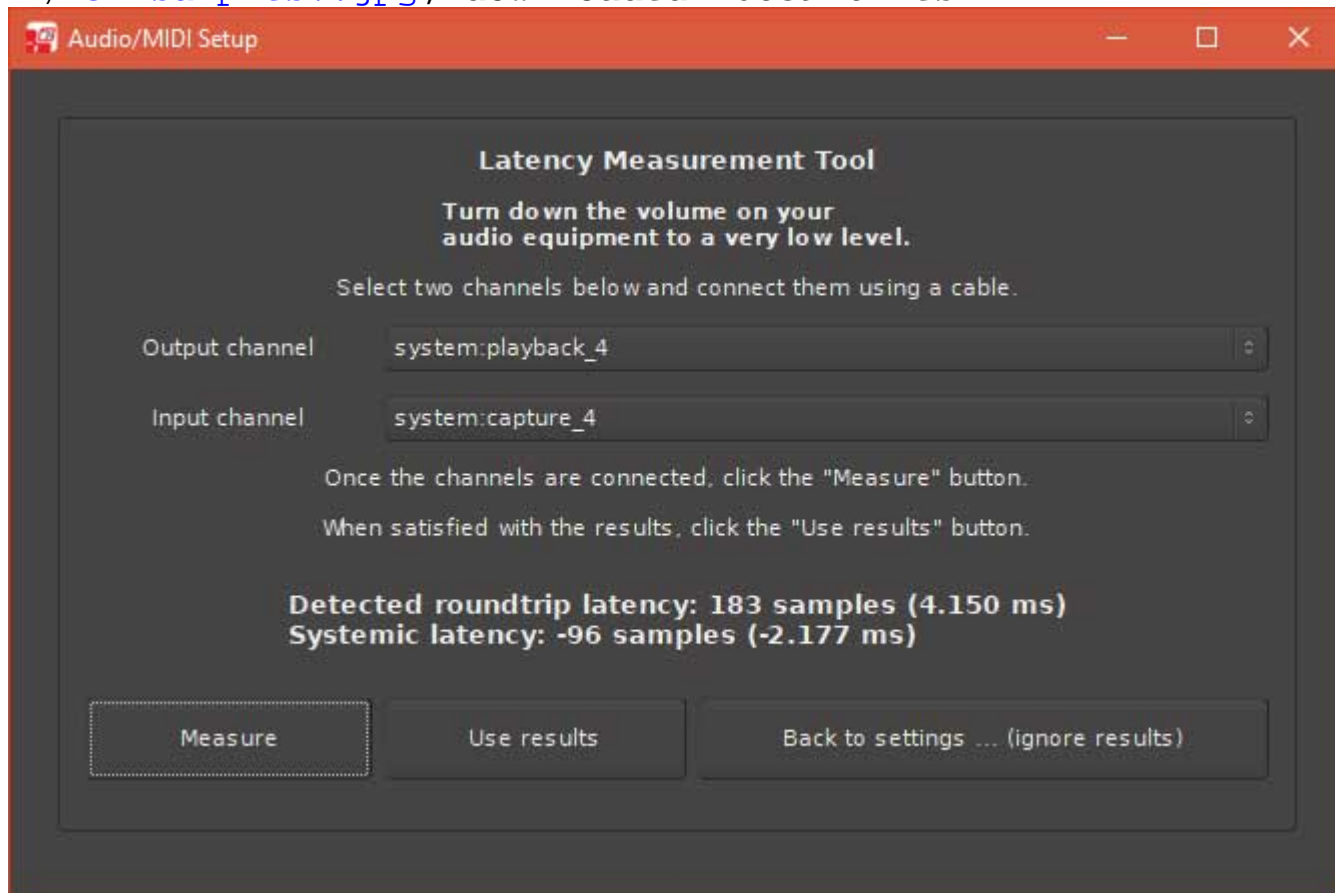 Audio/MIDI Setup
Latency Measurement Tool
Turn down the volume on your
audio equipment to a very low level.
Select two channels below and connect them using a cable.
Output channel system:playback_4
Input channel system:capture_4
Once the channels are connected, click the "Measure" button.
When satisfied with the results, click the "Use results" button.
Detected roundtrip latency: 183 samples (4.150 ms)
Systemic latency: -96 samples (-2.177 ms)
Measure Use results Back to settings ... (ignore results)